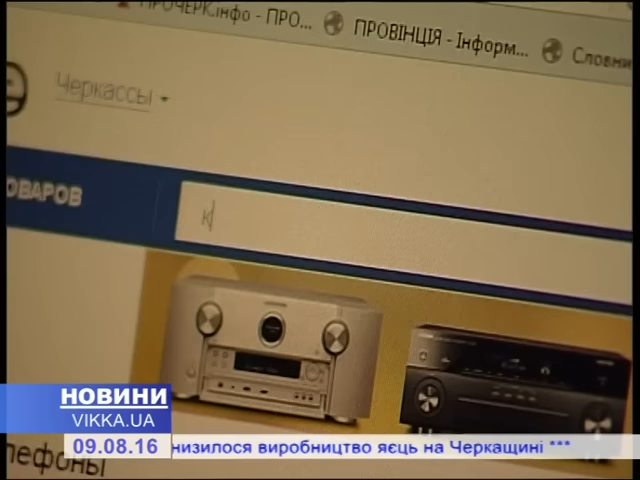 ПРОЧЕРК.інфо - ПРО...
ПРОВІНЦІЯ - Інформ...
Словни
Черкассы
ОВАРОВ
к
НОВИНИ
VIKKA.UA
09.08.16
низилося виробництво яєць на Черкащині ***
лефоны